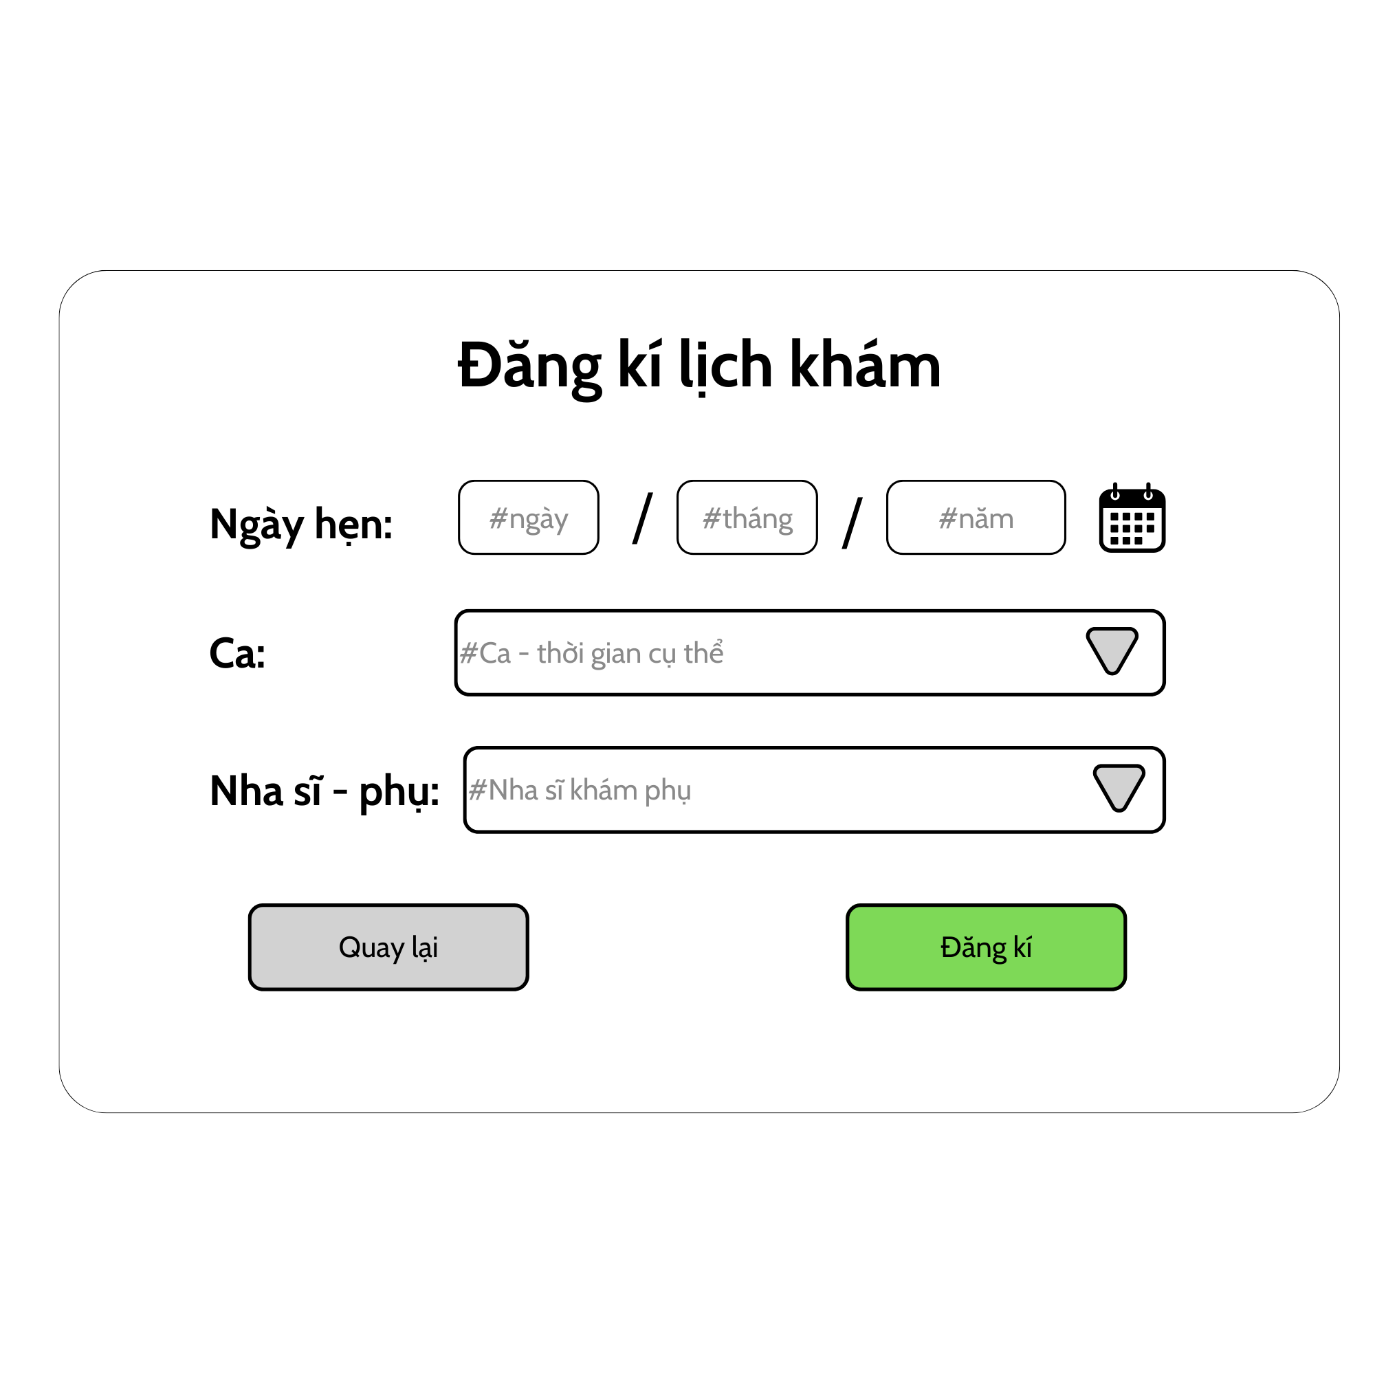 Đăng kí lịch khám
Ngày hẹn: #ngày / #tháng / #năm
Ca: #Ca - thời gian cụ thể
Nha sĩ - phụ: #Nha sĩ khám phụ
Quay lại Đăng kí